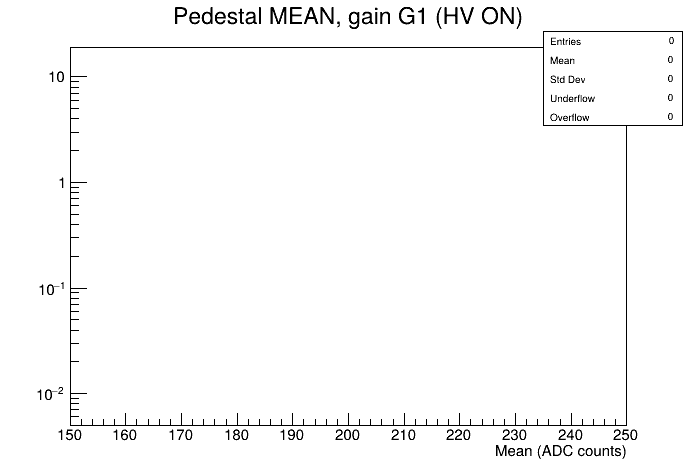 Pedestal MEAN, gain G1 (HV ON)
Entries 0
Mean 0
Std Dev 0
Underflow 0
Overflow 0
10
1
10⁻¹
10⁻²
150 160 170 180 190 200 210 220 230 240 250
Mean (ADC counts)